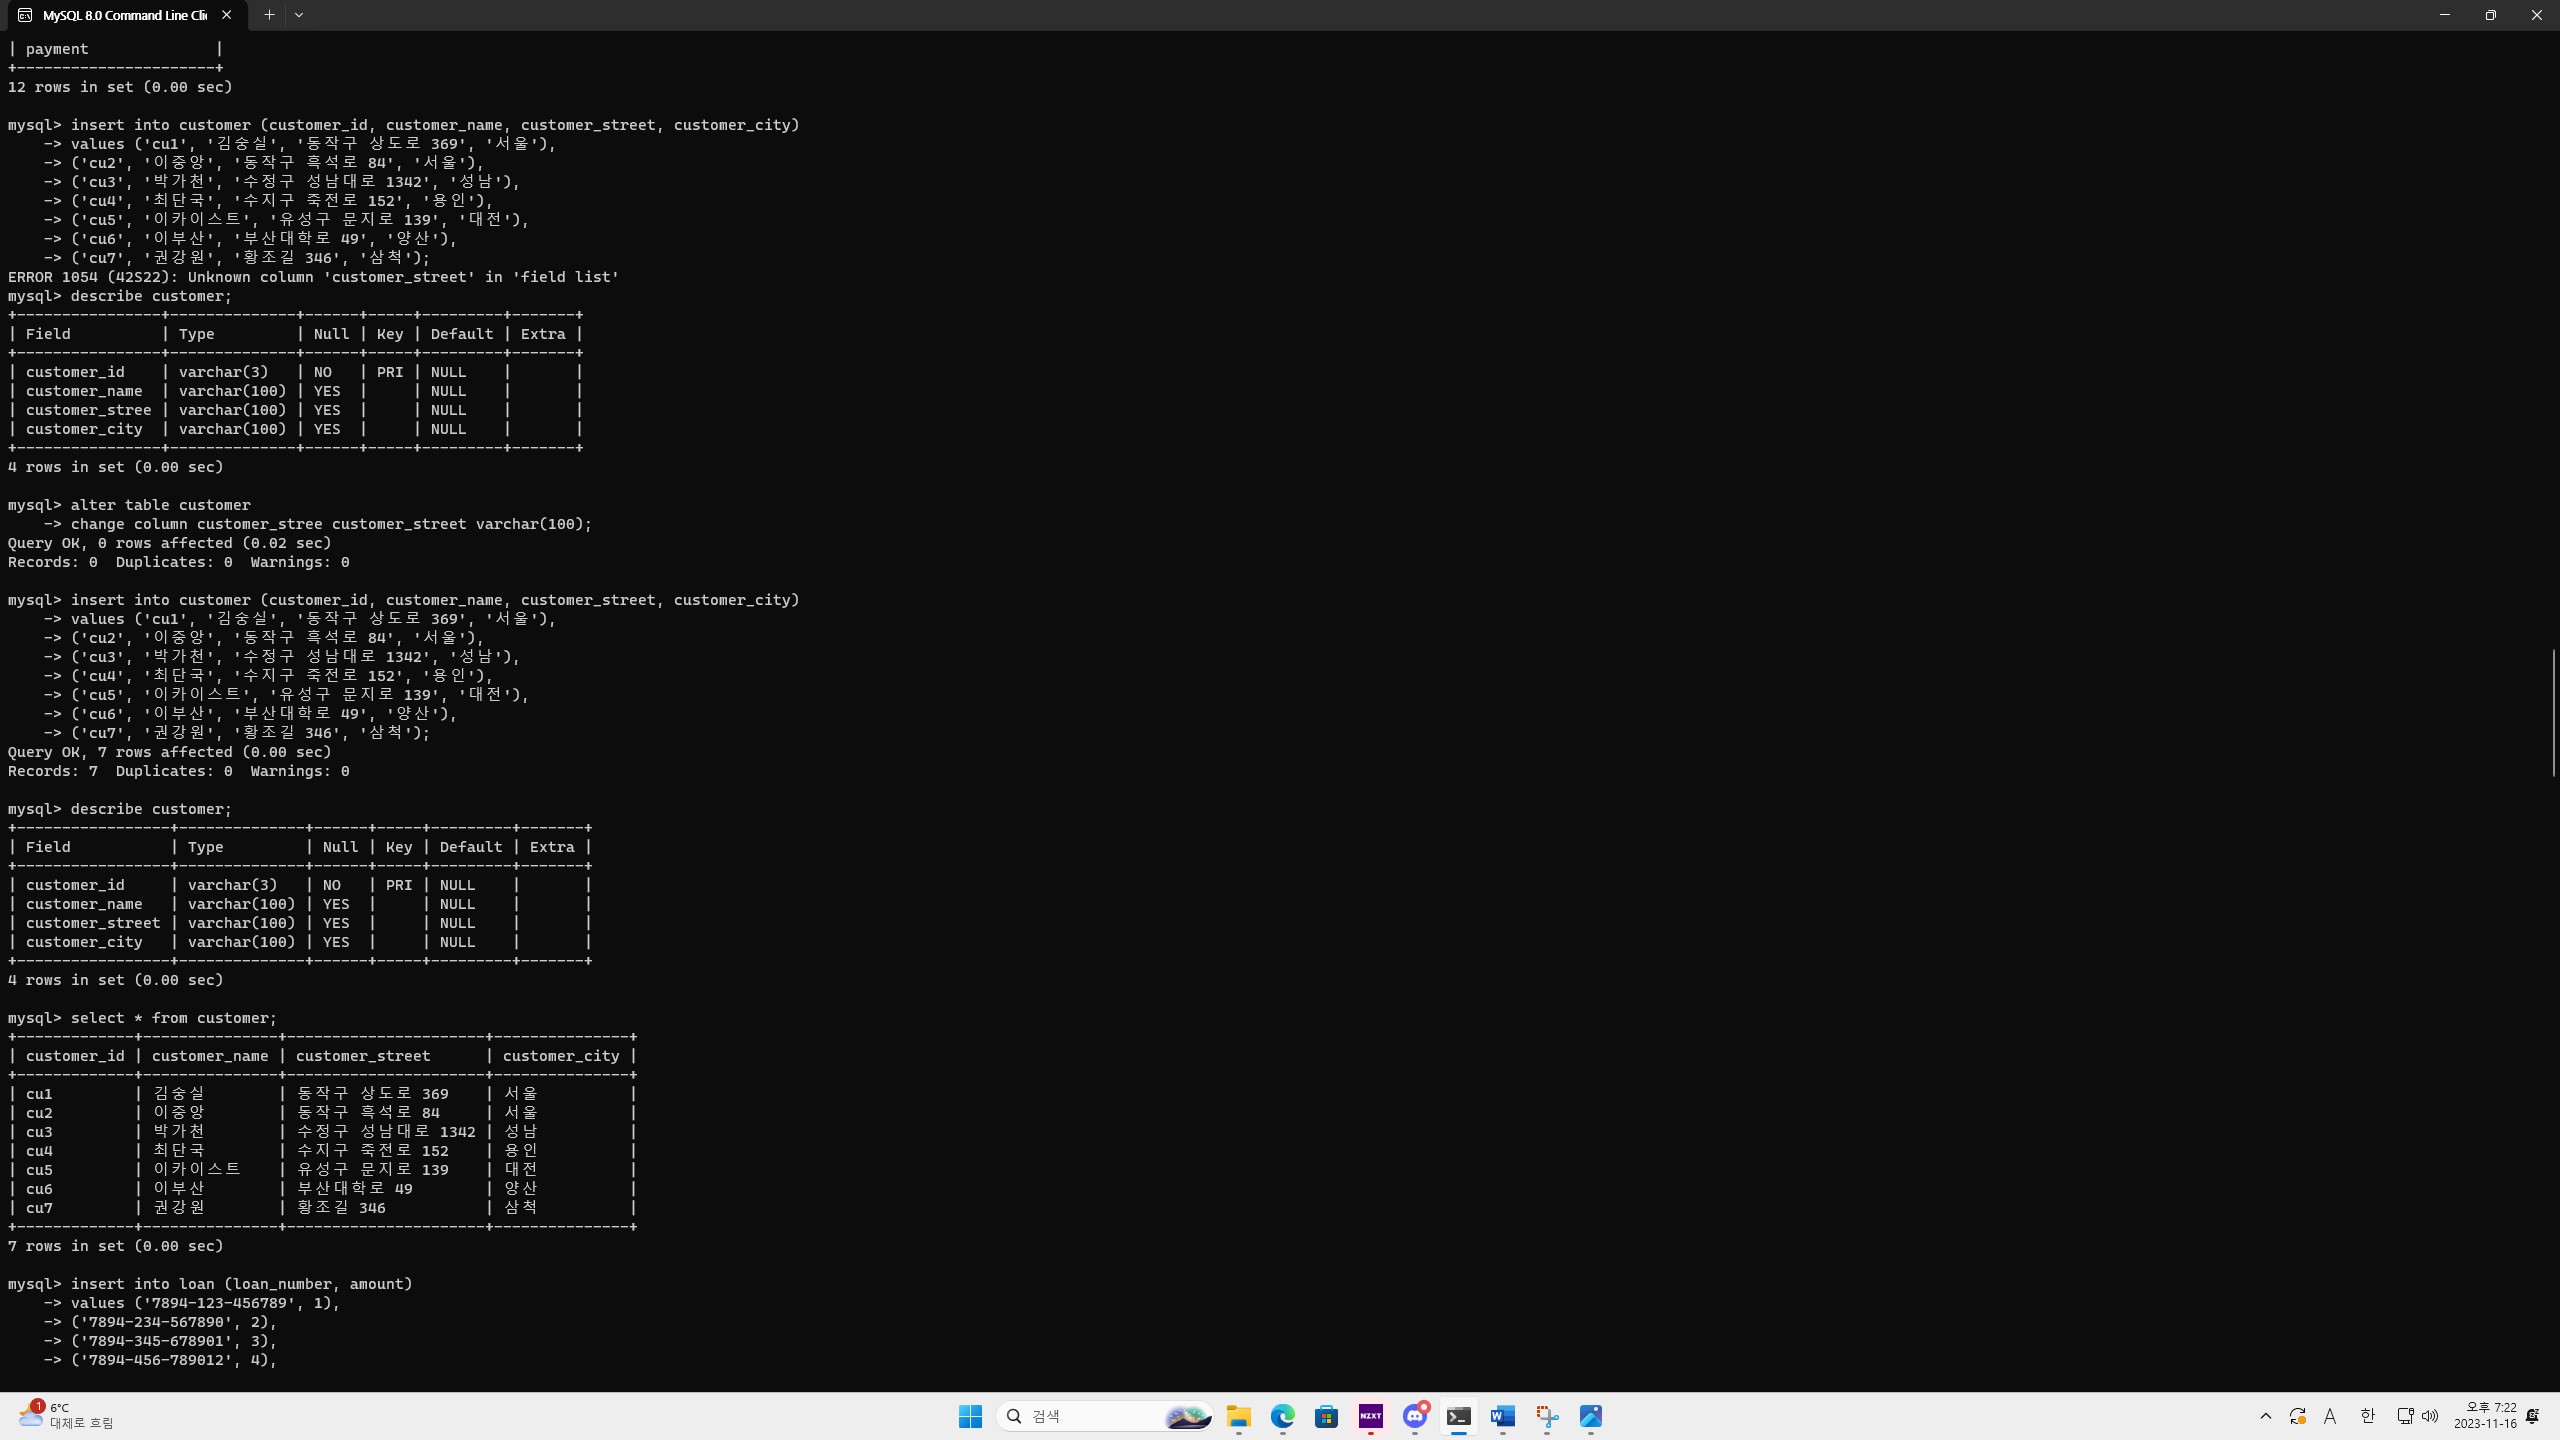 MySQL 8.0 Command Line Cli
| payment              |
+----------------------+
12 rows in set (0.00 sec)
mysql> insert into customer (customer_id, customer_name, customer_street, customer_city)
    -> values ('cu1', '김숭실', '동작구 상도로 369', '서울'),
    -> ('cu2', '이중앙', '동작구 흑석로 84', '서울'),
    -> ('cu3', '박가천', '수정구 성남대로 1342', '성남'),
    -> ('cu4', '최단국', '수지구 죽전로 152', '용인'),
    -> ('cu5', '이카이스트', '유성구 문지로 139', '대전'),
    -> ('cu6', '이부산', '부산대학로 49', '양산'),
    -> ('cu7', '권강원', '황조길 346', '삼척');
ERROR 1054 (42S22): Unknown column 'customer_street' in 'field list'
mysql> describe customer;
+----------------+--------------+------+-----+---------+-------+
| Field          | Type         | Null | Key | Default | Extra |
+----------------+--------------+------+-----+---------+-------+
| customer_id    | varchar(3)   | NO   | PRI | NULL    |       |
| customer_name  | varchar(100) | YES  |     | NULL    |       |
| customer_stree | varchar(100) | YES  |     | NULL    |       |
| customer_city  | varchar(100) | YES  |     | NULL    |       |
+----------------+--------------+------+-----+---------+-------+
4 rows in set (0.00 sec)
mysql> alter table customer
    -> change column customer_stree customer_street varchar(100);
Query OK, 0 rows affected (0.02 sec)
Records: 0  Duplicates: 0  Warnings: 0
mysql> insert into customer (customer_id, customer_name, customer_street, customer_city)
    -> values ('cu1', '김숭실', '동작구 상도로 369', '서울'),
    -> ('cu2', '이중앙', '동작구 흑석로 84', '서울'),
    -> ('cu3', '박가천', '수정구 성남대로 1342', '성남'),
    -> ('cu4', '최단국', '수지구 죽전로 152', '용인'),
    -> ('cu5', '이카이스트', '유성구 문지로 139', '대전'),
    -> ('cu6', '이부산', '부산대학로 49', '양산'),
    -> ('cu7', '권강원', '황조길 346', '삼척');
Query OK, 7 rows affected (0.00 sec)
Records: 7  Duplicates: 0  Warnings: 0
mysql> describe customer;
+-----------------+--------------+------+-----+---------+-------+
| Field           | Type         | Null | Key | Default | Extra |
+-----------------+--------------+------+-----+---------+-------+
| customer_id     | varchar(3)   | NO   | PRI | NULL    |       |
| customer_name   | varchar(100) | YES  |     | NULL    |       |
| customer_street | varchar(100) | YES  |     | NULL    |       |
| customer_city   | varchar(100) | YES  |     | NULL    |       |
+-----------------+--------------+------+-----+---------+-------+
4 rows in set (0.00 sec)
mysql> select * from customer;
+-------------+---------------+----------------------+---------------+
| customer_id | customer_name | customer_street      | customer_city |
+-------------+---------------+----------------------+---------------+
| cu1         | 김숭실        | 동작구 상도로 369    | 서울          |
| cu2         | 이중앙        | 동작구 흑석로 84     | 서울          |
| cu3         | 박가천        | 수정구 성남대로 1342 | 성남          |
| cu4         | 최단국        | 수지구 죽전로 152    | 용인          |
| cu5         | 이카이스트    | 유성구 문지로 139    | 대전          |
| cu6         | 이부산        | 부산대학로 49        | 양산          |
| cu7         | 권강원        | 황조길 346           | 삼척          |
+-------------+---------------+----------------------+---------------+
7 rows in set (0.00 sec)
mysql> insert into loan (loan_number, amount)
    -> values ('7894-123-456789', 1),
    -> ('7894-234-567890', 2),
    -> ('7894-345-678901', 3),
    -> ('7894-456-789012', 4),
1 6°C
대체로 흐림
검색
NZXT
A 한
오후 7:22
2023-11-16